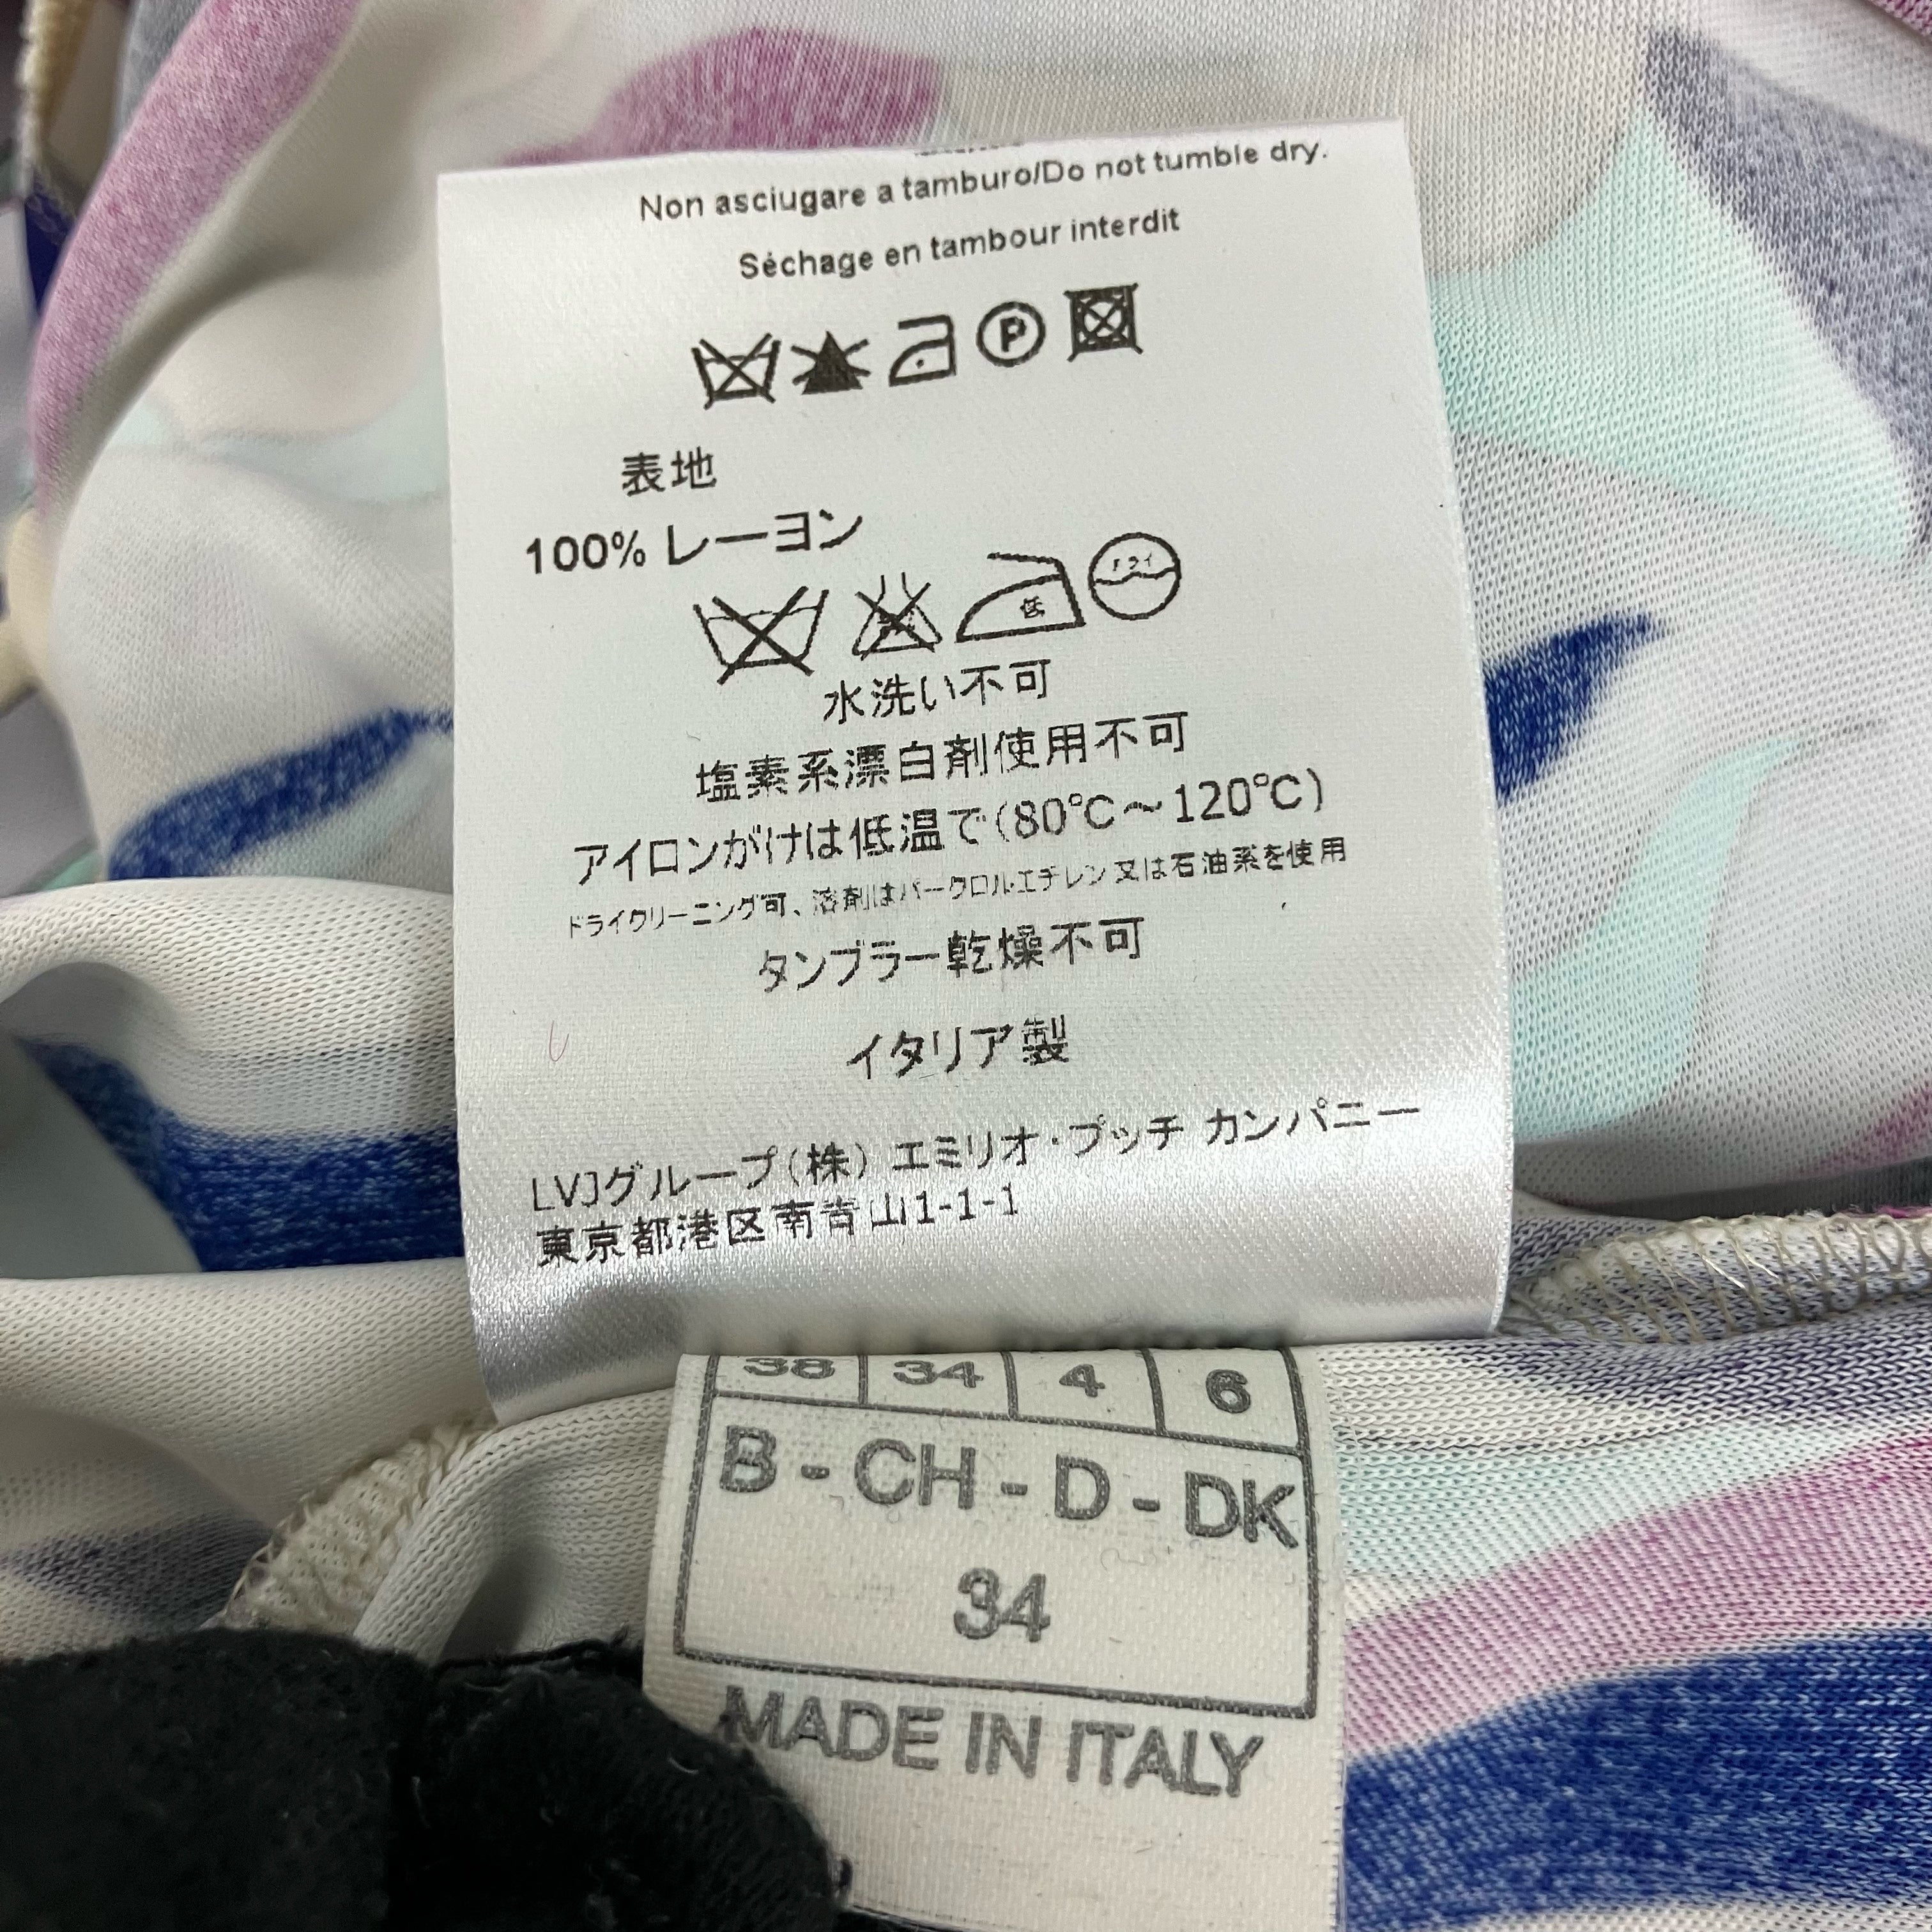 Non asciugare a tamburo/Do not tumble dry.
Séchage en tambour interdit
P
表地
100% レーヨン
低 ドライ
水洗い不可
塩素系漂白剤使用不可
アイロンがけは低温で(80℃〜120℃)
ドライクリーニング可、溶剤はパークロルエチレン又は石油系を使用
タンブラー乾燥不可
イタリア製
LVJグループ(株) エミリオ・プッチ カンパニー
東京都港区南青山1-1-1
38 34 4 6
B - CH - D - DK
34
MADE IN ITALY